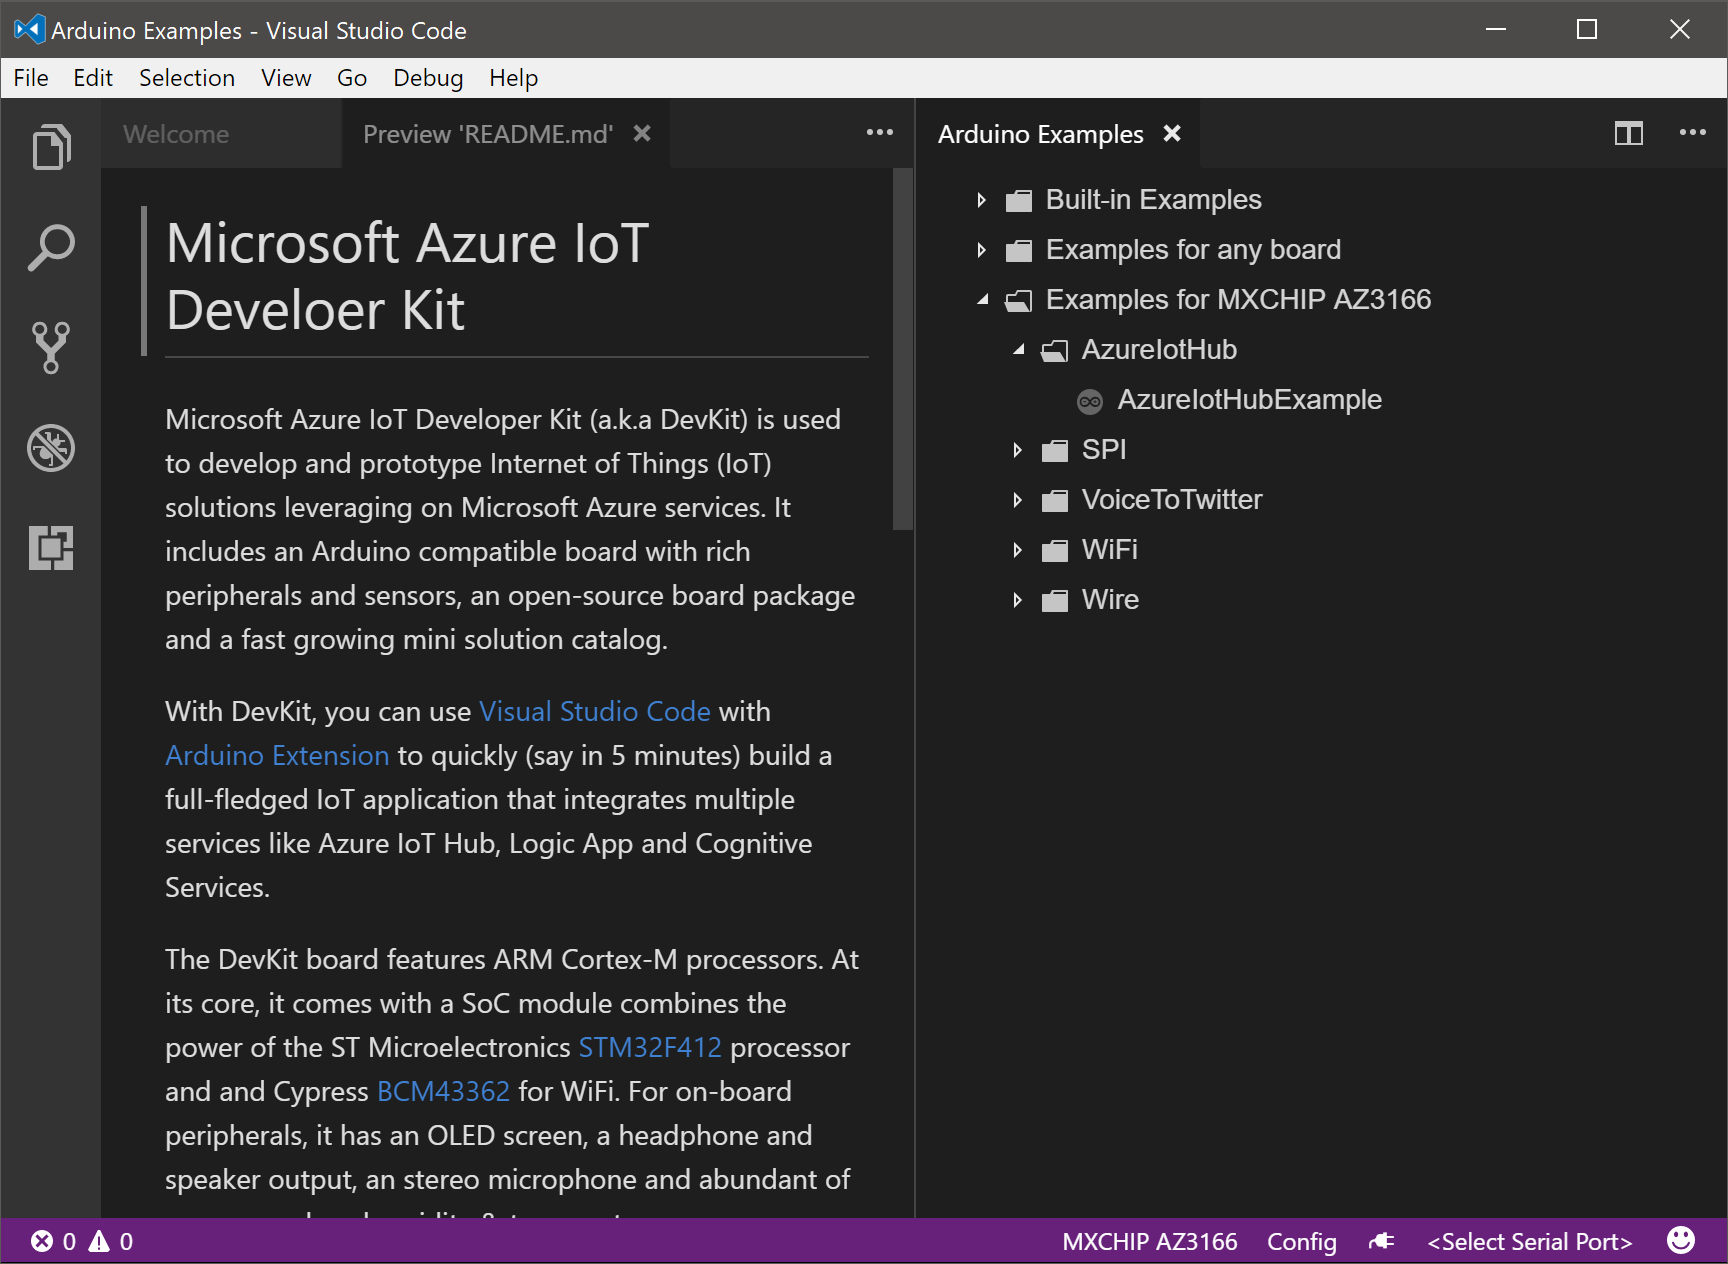 Arduino Examples - Visual Studio Code
File Edit Selection View Go Debug Help
Welcome
Preview 'README.md'
Arduino Examples
Microsoft Azure IoT
Develoer Kit
Microsoft Azure IoT Developer Kit (a.k.a DevKit) is used
to develop and prototype Internet of Things (IoT)
solutions leveraging on Microsoft Azure services. It
includes an Arduino compatible board with rich
peripherals and sensors, an open-source board package
and a fast growing mini solution catalog.
With DevKit, you can use Visual Studio Code with
Arduino Extension to quickly (say in 5 minutes) build a
full-fledged IoT application that integrates multiple
services like Azure IoT Hub, Logic App and Cognitive
Services.
The DevKit board features ARM Cortex-M processors. At
its core, it comes with a SoC module combines the
power of the ST Microelectronics STM32F412 processor
and and Cypress BCM43362 for WiFi. For on-board
peripherals, it has an OLED screen, a headphone and
speaker output, an stereo microphone and abundant of
Built-in Examples
Examples for any board
Examples for MXCHIP AZ3166
AzureIotHub
AzureIotHubExample
SPI
VoiceToTwitter
WiFi
Wire
0 0
MXCHIP AZ3166 Config <Select Serial Port>